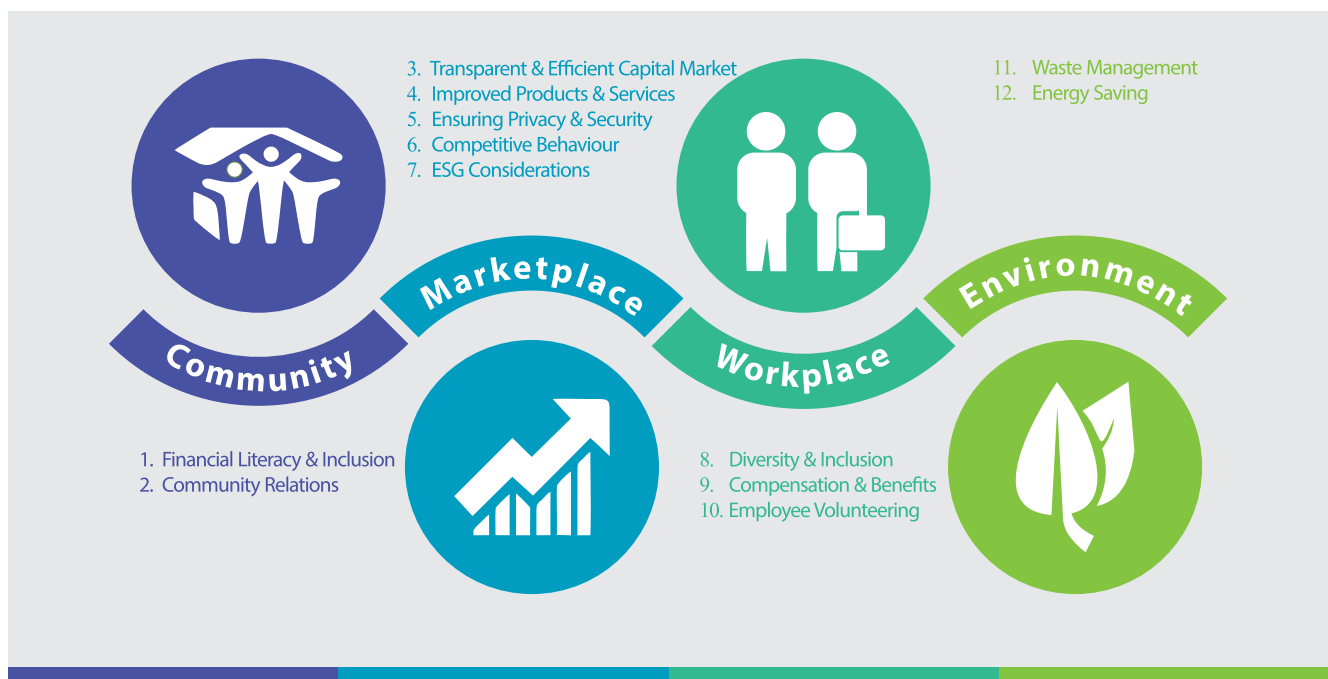 Community
1. Financial Literacy & Inclusion
2. Community Relations
Marketplace
3. Transparent & Efficient Capital Market
4. Improved Products & Services
5. Ensuring Privacy & Security
6. Competitive Behaviour
7. ESG Considerations
Workplace
8. Diversity & Inclusion
9. Compensation & Benefits
10. Employee Volunteering
Environment
11. Waste Management
12. Energy Saving